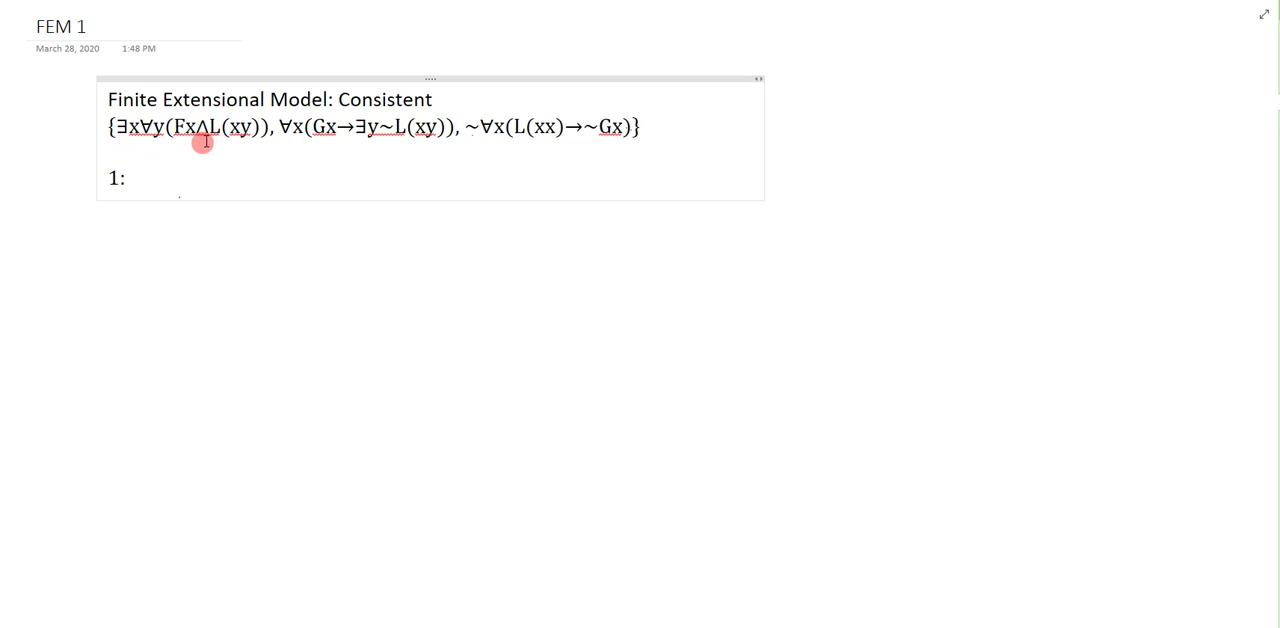 FEM 1
March 28, 2020 1:48 PM
Finite Extensional Model: Consistent
{∃x∀y(Fx∧L(xy)), ∀x(Gx→∃y~L(xy)), ~∀x(L(xx)→~Gx)}
1: